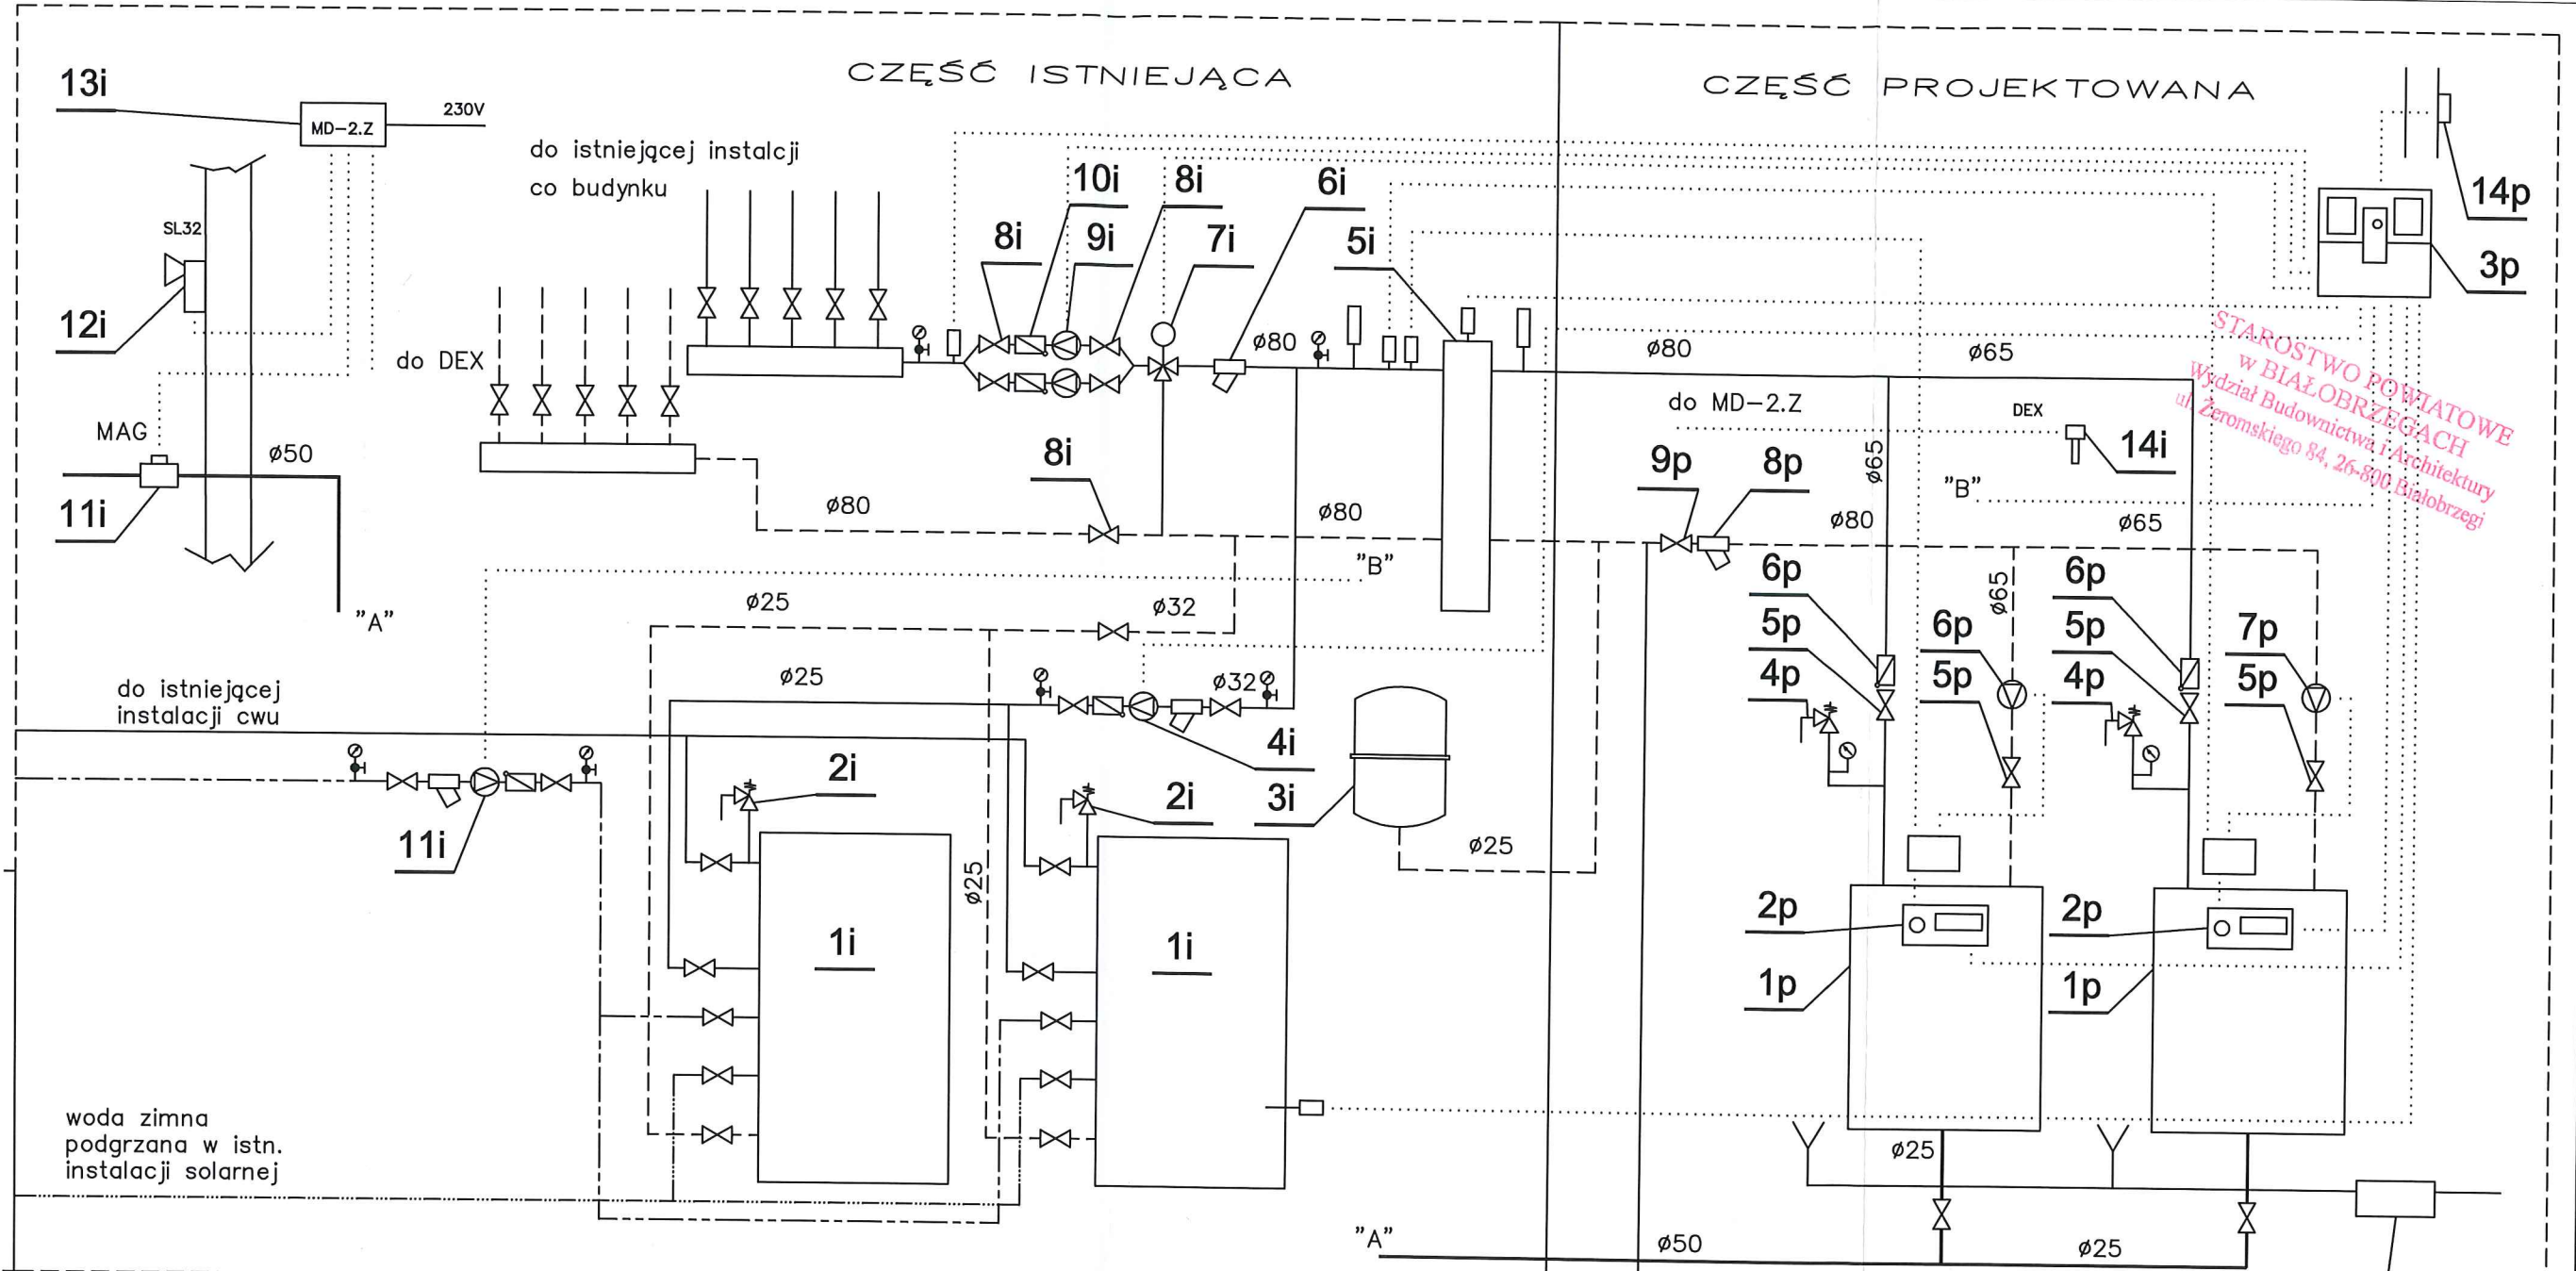 CZĘŚĆ ISTNIEJĄCA
CZĘŚĆ PROJEKTOWANA
13i
MD-2.Z
230V
do istniejącej instalcji
co budynku
SL32
12i
do DEX
MAG
ø50
11i
"A"
10i
8i
6i
8i
9i
7i
5i
ø80
8i
ø80
ø80
"B"
ø25
ø32
14p
3p
ø80
ø65
STAROSTWO POWIATOWE
w BIAŁOBRZEGACH
Wydział Budownictwa i Architektury
ul. Żeromskiego 84, 26-800 Białobrzegi
do MD-2.Z
DEX
14i
ø65
"B"
9p
8p
ø80
ø65
6p
5p
4p
ø65
6p
5p
6p
5p
4p
7p
5p
do istniejącej
instalacji cwu
ø25
ø32
4i
2i
2i
3i
11i
ø25
ø25
1i
1i
2p
1p
2p
1p
woda zimna
podgrzana w istn.
instalacji solarnej
ø25
"A"
ø50
ø25